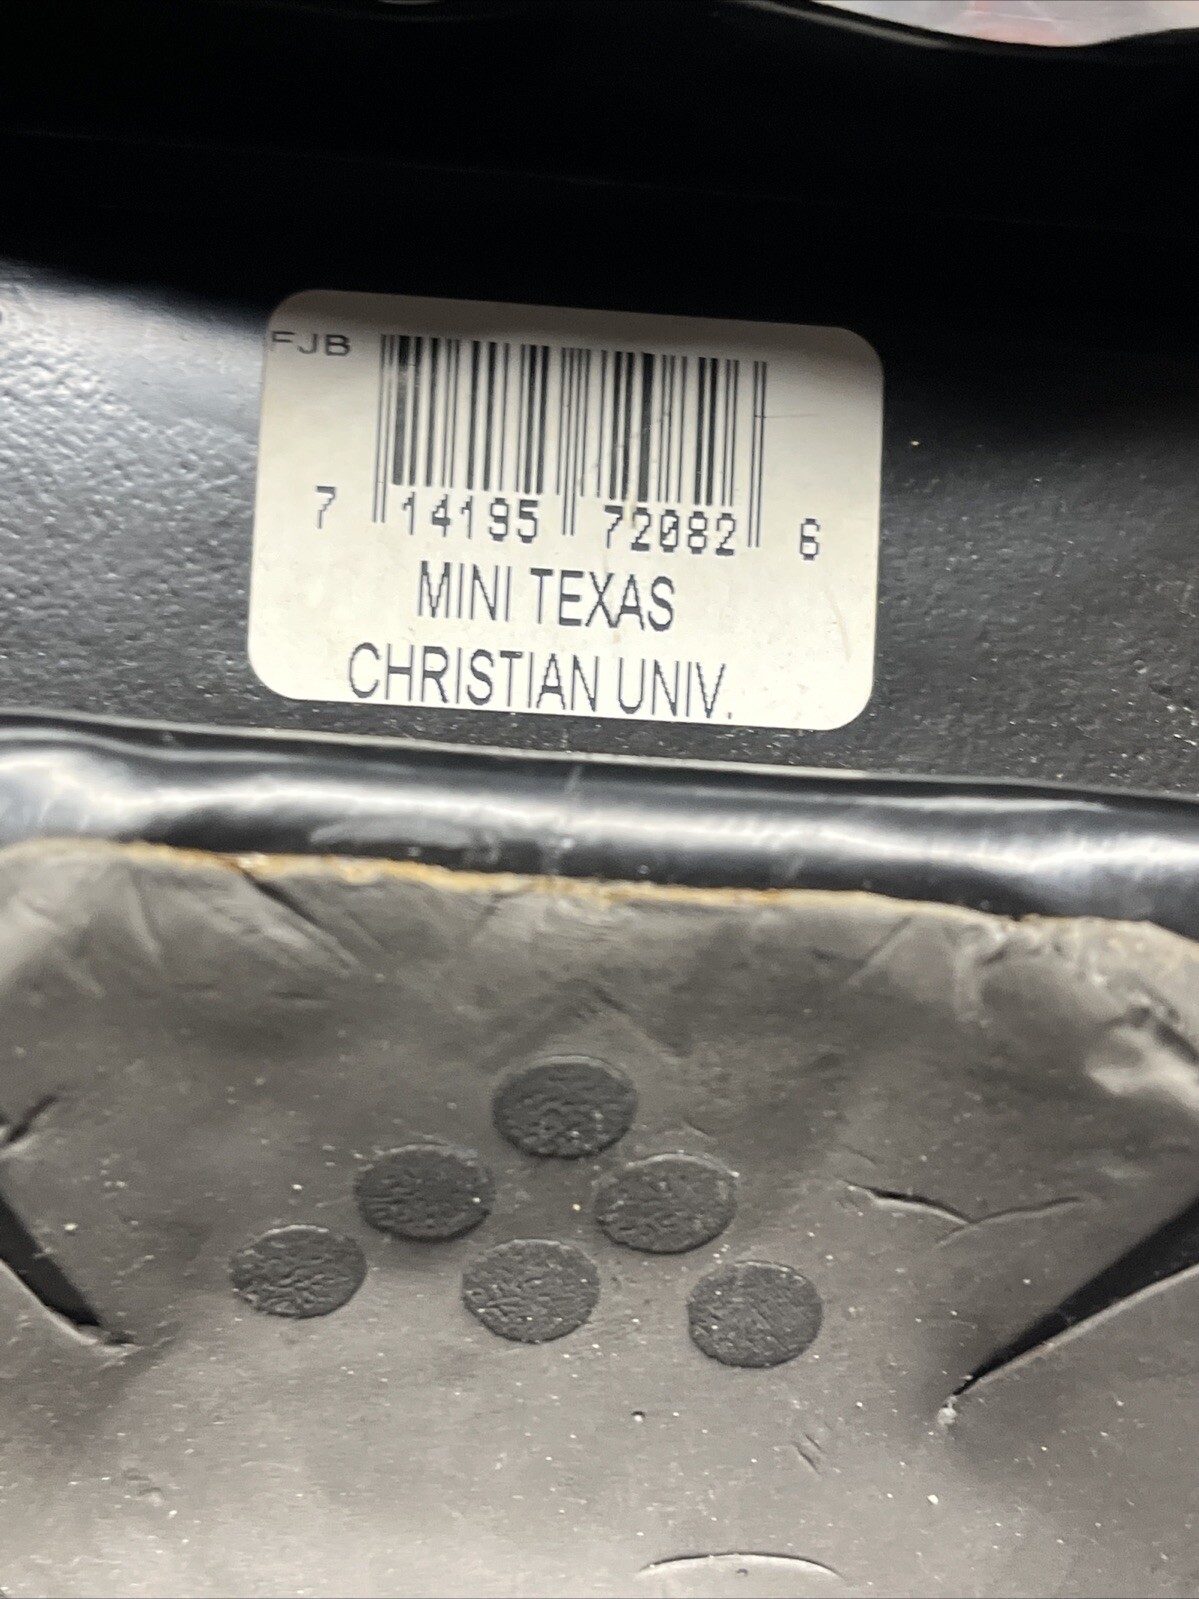 FJB
7 14195 72082 6
MINI TEXAS
CHRISTIAN UNIV.